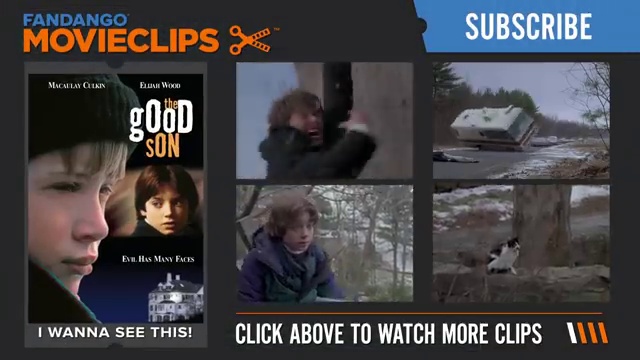 FANDANGO
MOVIECLIPS™
SUBSCRIBE
MACAULAY CULKIN ELIJAH WOOD
the
gOOD
sON
EVIL HAS MANY FACES
I WANNA SEE THIS!
CLICK ABOVE TO WATCH MORE CLIPS